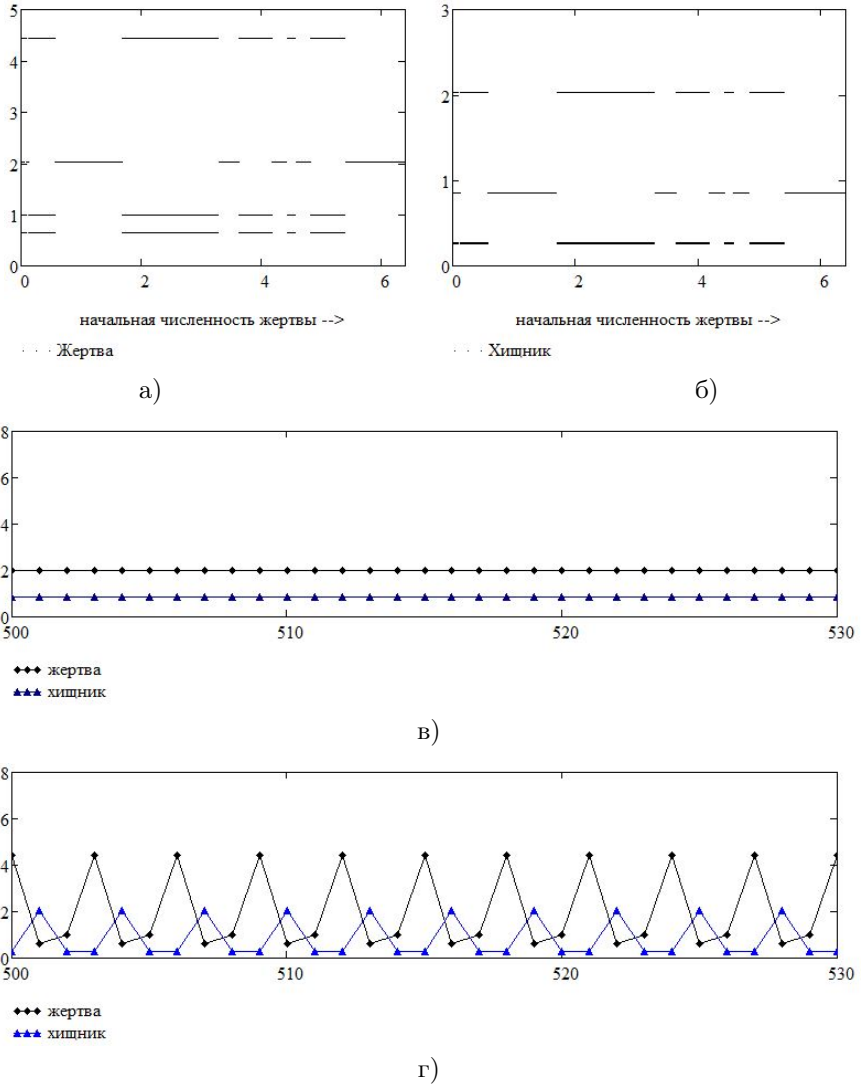 5
4
3
2
1
0
0 2 4 6
начальная численность жертвы -->
· · · Жертва
а)
3
2
1
0
0 2 4 6
начальная численность жертвы -->
· · · Хищник
б)
8
6
4
2
0
500 510 520 530
жертва
хищник
в)
8
6
4
2
0
500 510 520 530
жертва
хищник
г)